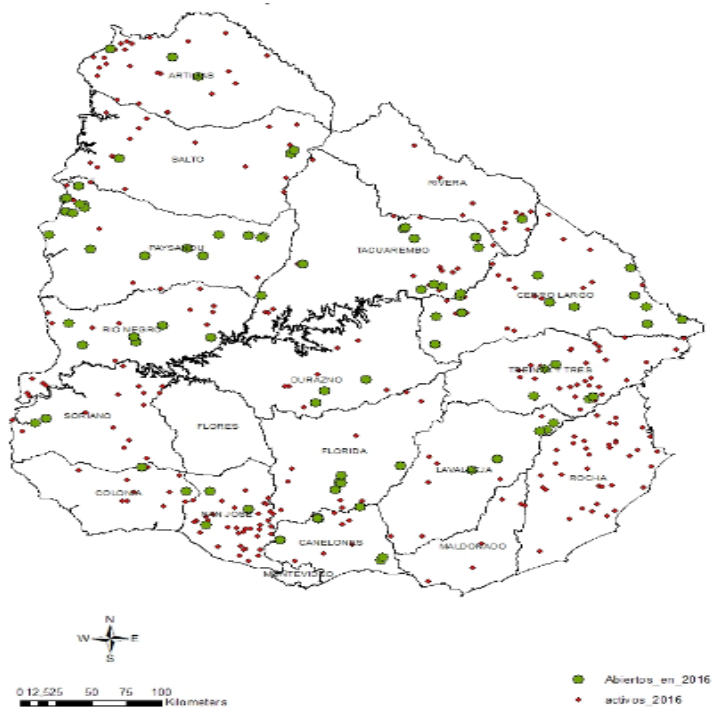 ARTIGAS
SALTO
RIVERA
PAYSANDU
TACUAREMBO
CERRO LARGO
RIO NEGRO
DURAZNO
TREINTA Y TRES
SORIANO
FLORES
FLORIDA
LAVALLEJA
ROCHA
COLONIA
SAN JOSE
CANELONES
MALDONADO
MONTEVIDEO
N
W E
S
0 12,525 50 75 100
Kilometers
Abiertos_en_2016
activos_2016